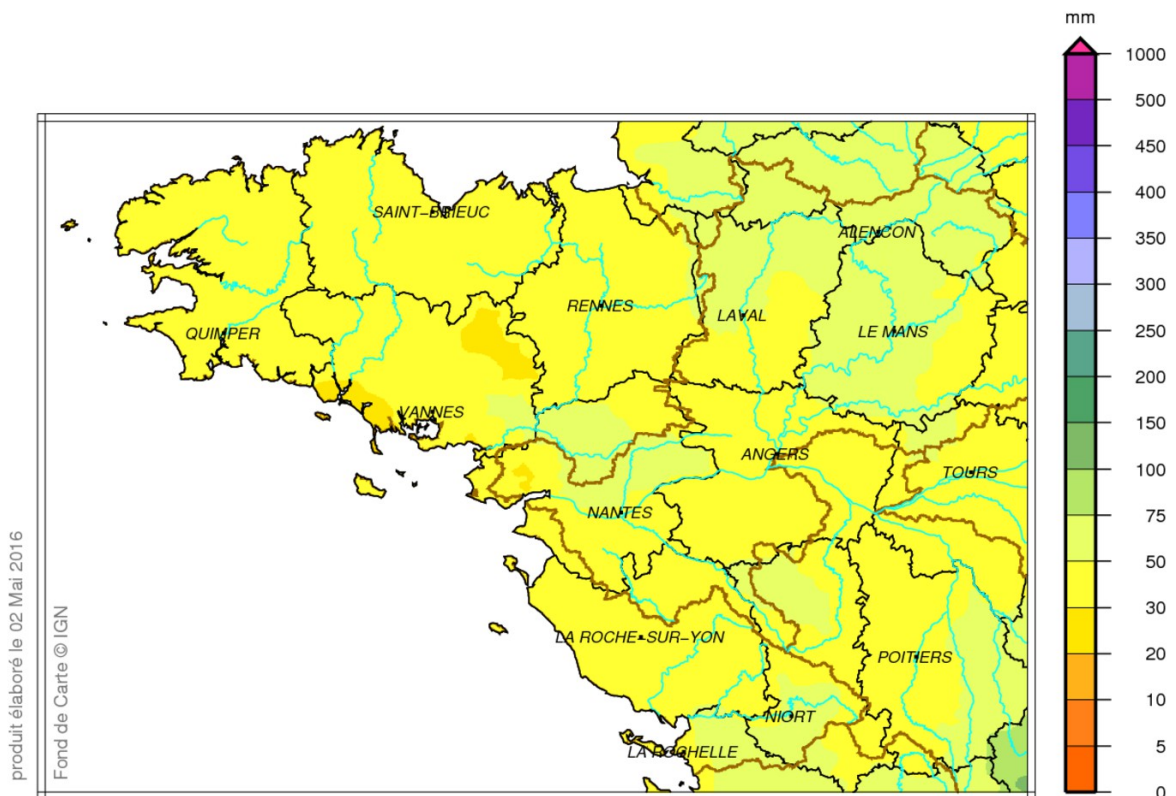 mm
1000
500
450
400
350
300
250
200
150
100
75
50
30
20
10
5
0
SAINT-BRIEUC
ALENCON
RENNES
LAVAL
QUIMPER
LE MANS
VANNES
ANGERS
TOURS
NANTES
LA ROCHE-SUR-YON
POITIERS
NIORT
LA ROCHELLE
produit élaboré le 02 Mai 2016
Fond de Carte © IGN